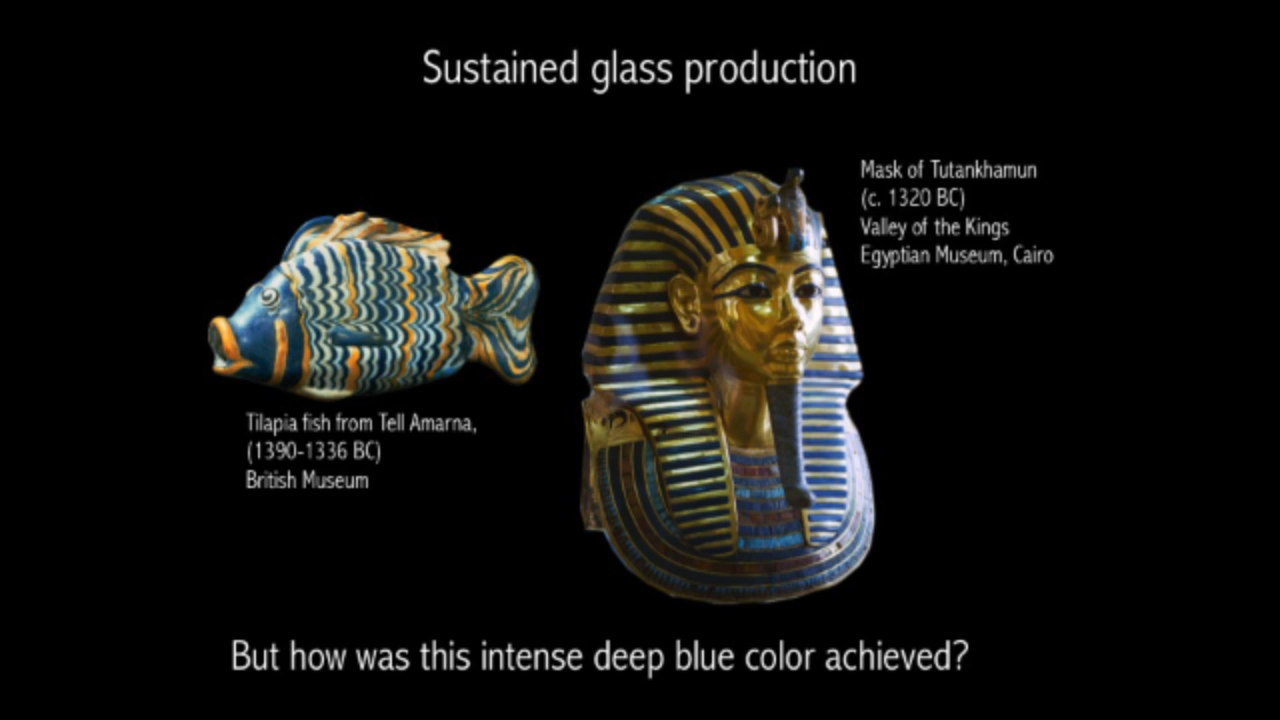 Sustained glass production
Mask of Tutankhamun
(c. 1320 BC)
Valley of the Kings
Egyptian Museum, Cairo
Tilapia fish from Tell Amarna,
(1390-1336 BC)
British Museum
But how was this intense deep blue color achieved?